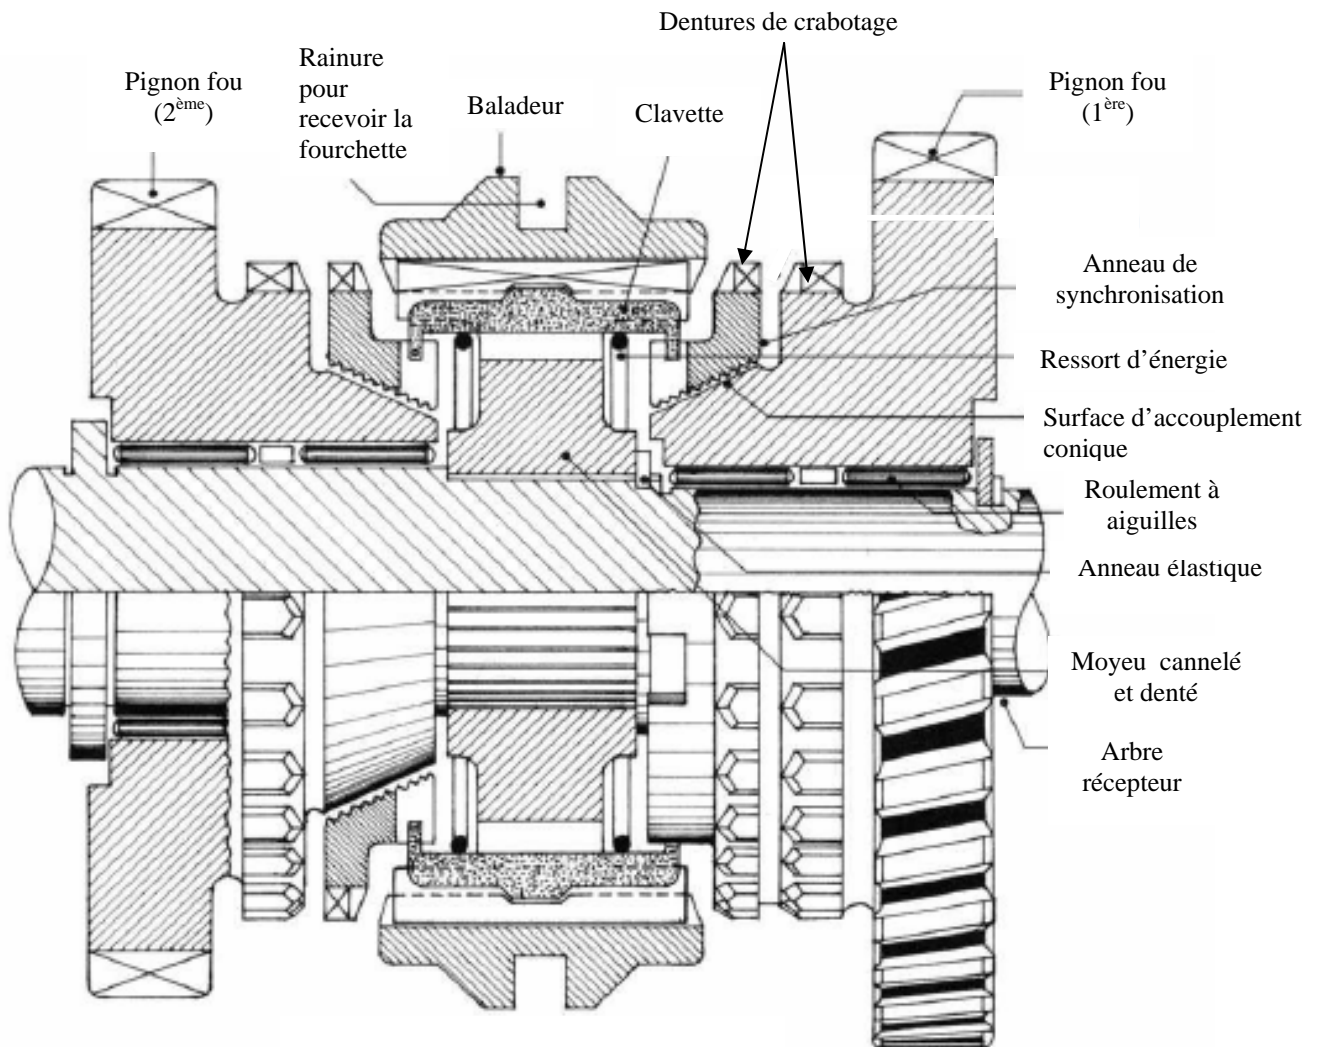 Dentures de crabotage
Rainure
pour
recevoir la
fourchette
Pignon fou
(2ème)
Baladeur
Clavette
Pignon fou
(1ère)
Anneau de
synchronisation
Ressort d’énergie
Surface d’accouplement
conique
Roulement à
aiguilles
Anneau élastique
Moyeu cannelé
et denté
Arbre
récepteur